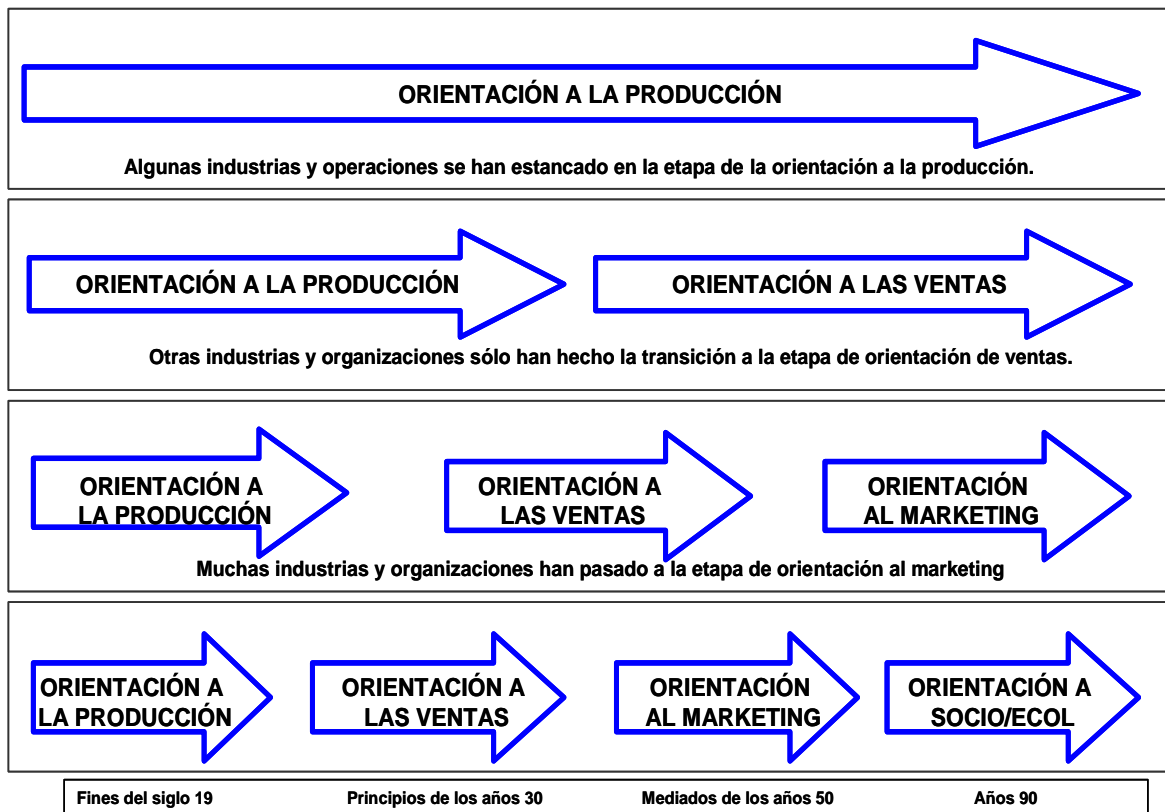 ORIENTACIÓN A LA PRODUCCIÓN
Algunas industrias y operaciones se han estancado en la etapa de la orientación a la producción.
ORIENTACIÓN A LA PRODUCCIÓN
ORIENTACIÓN A LAS VENTAS
Otras industrias y organizaciones sólo han hecho la transición a la etapa de orientación de ventas.
ORIENTACIÓN A
LA PRODUCCIÓN
ORIENTACIÓN A
LAS VENTAS
ORIENTACIÓN
AL MARKETING
Muchas industrias y organizaciones han pasado a la etapa de orientación al marketing
ORIENTACIÓN A
LA PRODUCCIÓN
ORIENTACIÓN A
LAS VENTAS
ORIENTACIÓN
AL MARKETING
ORIENTACIÓN A
SOCIO/ECOL
Fines del siglo 19
Principios de los años 30
Mediados de los años 50
Años 90